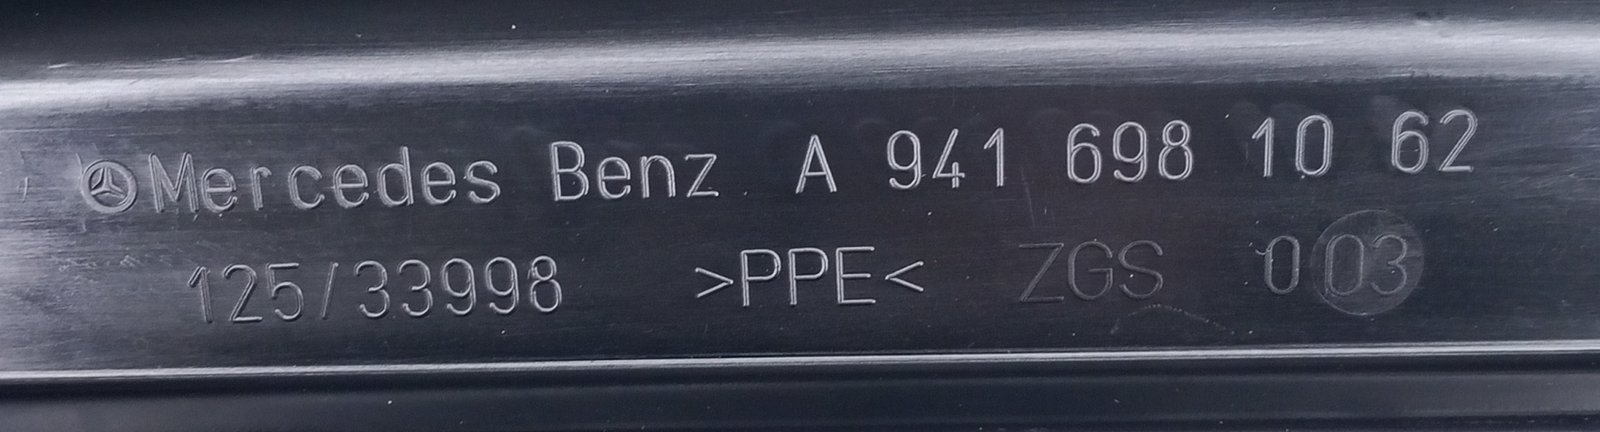 Mercedes Benz A 941 698 10 62
125/33998 >PPE< ZGS 003